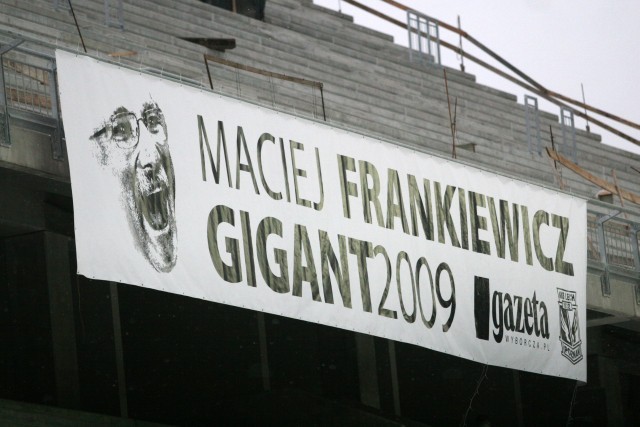 MACIEJ FRANKIEWICZ
GIGANT2009
gazeta
WYBORCZA.PL